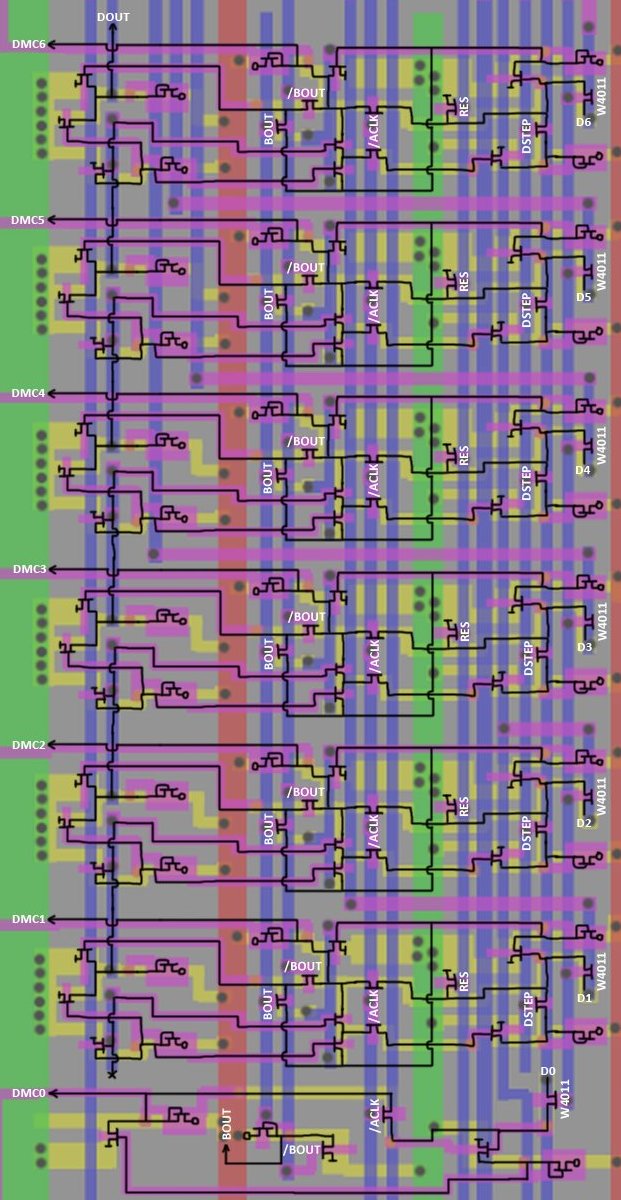 DOUT
DMC6
/BOUT
BOUT
/ACLK
RES
DSTEP
D6
W4011
DMC5
/BOUT
BOUT
/ACLK
RES
DSTEP
D5
W4011
DMC4
/BOUT
BOUT
/ACLK
RES
DSTEP
D4
W4011
DMC3
/BOUT
BOUT
/ACLK
RES
DSTEP
D3
W4011
DMC2
/BOUT
BOUT
/ACLK
RES
DSTEP
D2
W4011
DMC1
/BOUT
BOUT
/ACLK
RES
DSTEP
D1
W4011
DMC0
BOUT
/BOUT
/ACLK
D0
W4011